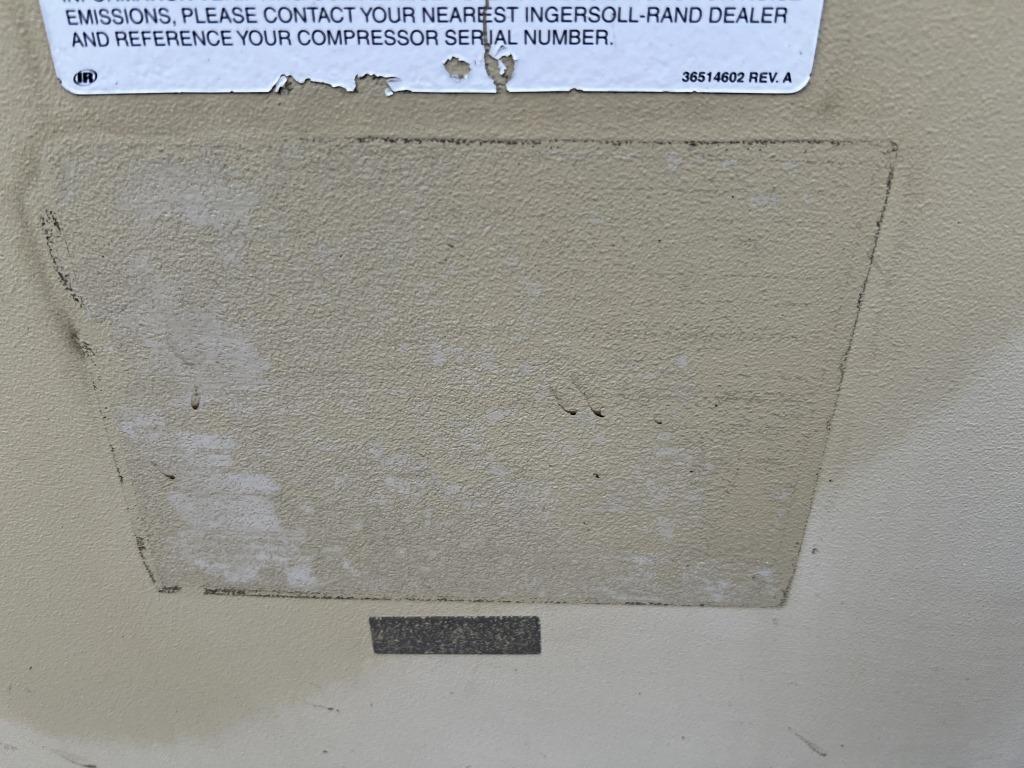 EMISSIONS, PLEASE CONTACT YOUR NEAREST INGERSOLL-RAND DEALER
AND REFERENCE YOUR COMPRESSOR SERIAL NUMBER.
IR
36514602 REV. A